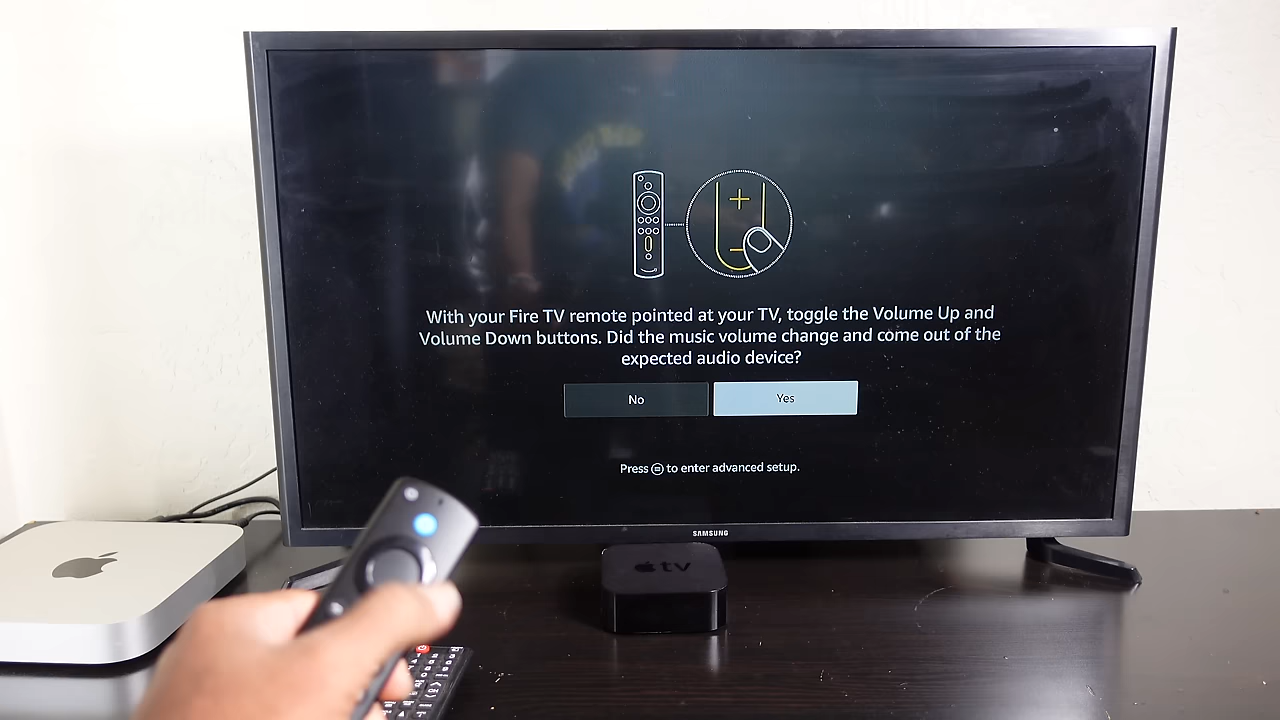 With your Fire TV remote pointed at your TV, toggle the Volume Up and
Volume Down buttons. Did the music volume change and come out of the
expected audio device?
No
Yes
Press to enter advanced setup.
SAMSUNG
tv